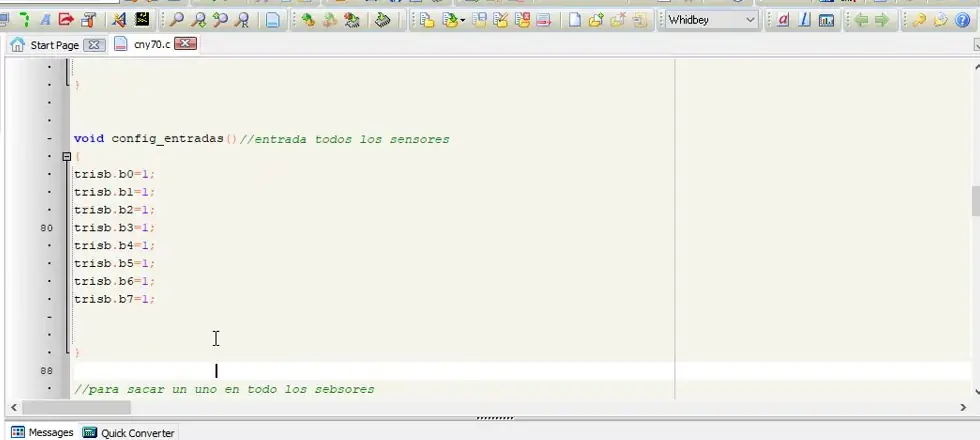 Whidbey
Start Page
cny70.c
}
void config_entradas()//entrada todos los sensores
{
trisb.b0=1;
trisb.b1=1;
trisb.b2=1;
80 trisb.b3=1;
trisb.b4=1;
trisb.b5=1;
trisb.b6=1;
trisb.b7=1;
}
88
//para sacar un uno en todo los sebsores
Messages Quick Converter